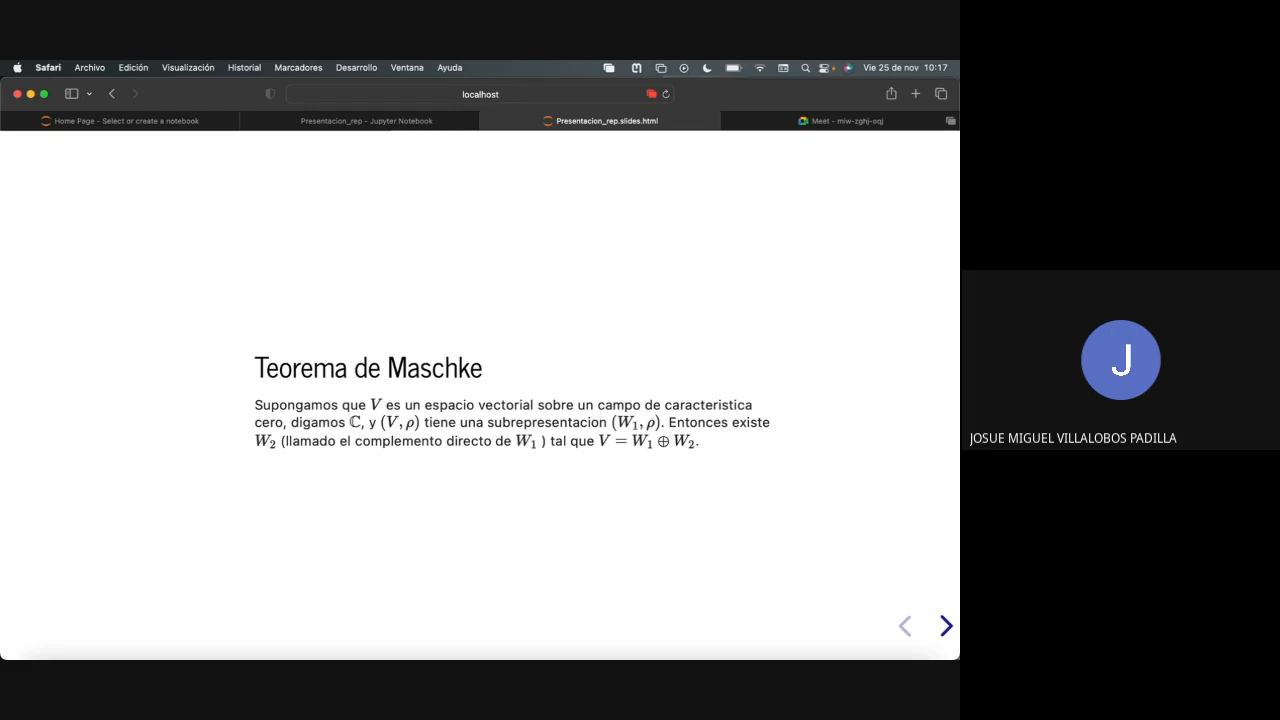 Safari Archivo Edición Visualización Historial Marcadores Desarrollo Ventana Ayuda Vie 25 de nov 10:17
localhost
Home Page - Select or create a notebook Presentacion_rep - Jupyter Notebook Presentacion_rep.slides.html Meet - miw-zghj-oqj
Teorema de Maschke
Supongamos que V es un espacio vectorial sobre un campo de caracteristica
cero, digamos ℂ, y (V, ρ) tiene una subrepresentacion (W₁, ρ). Entonces existe
W₂ (llamado el complemento directo de W₁ ) tal que V = W₁ ⊕ W₂.
J
JOSUE MIGUEL VILLALOBOS PADILLA